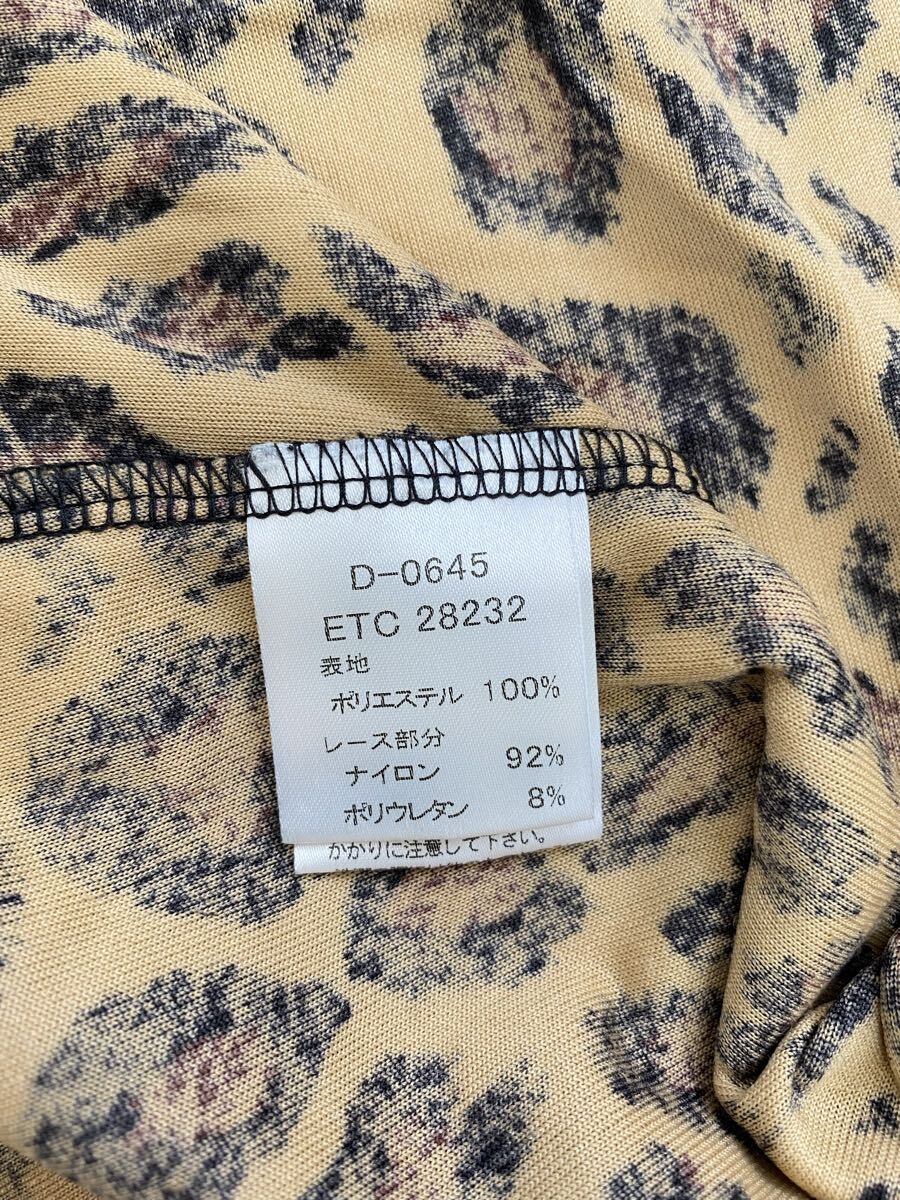 D-0645
ETC 28232
表地
ポリエステル 100%
レース部分
ナイロン 92%
ポリウレタン 8%
かかりに注意して下さい。